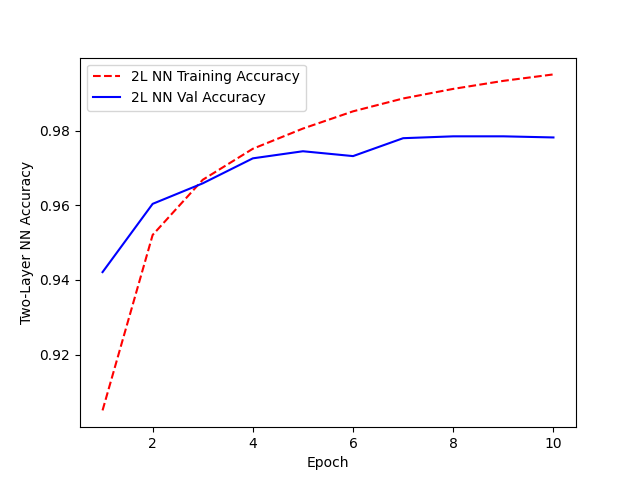 2L NN Training Accuracy
2L NN Val Accuracy
0.98
0.96
0.94
0.92
Two-Layer NN Accuracy
2 4 6 8 10
Epoch